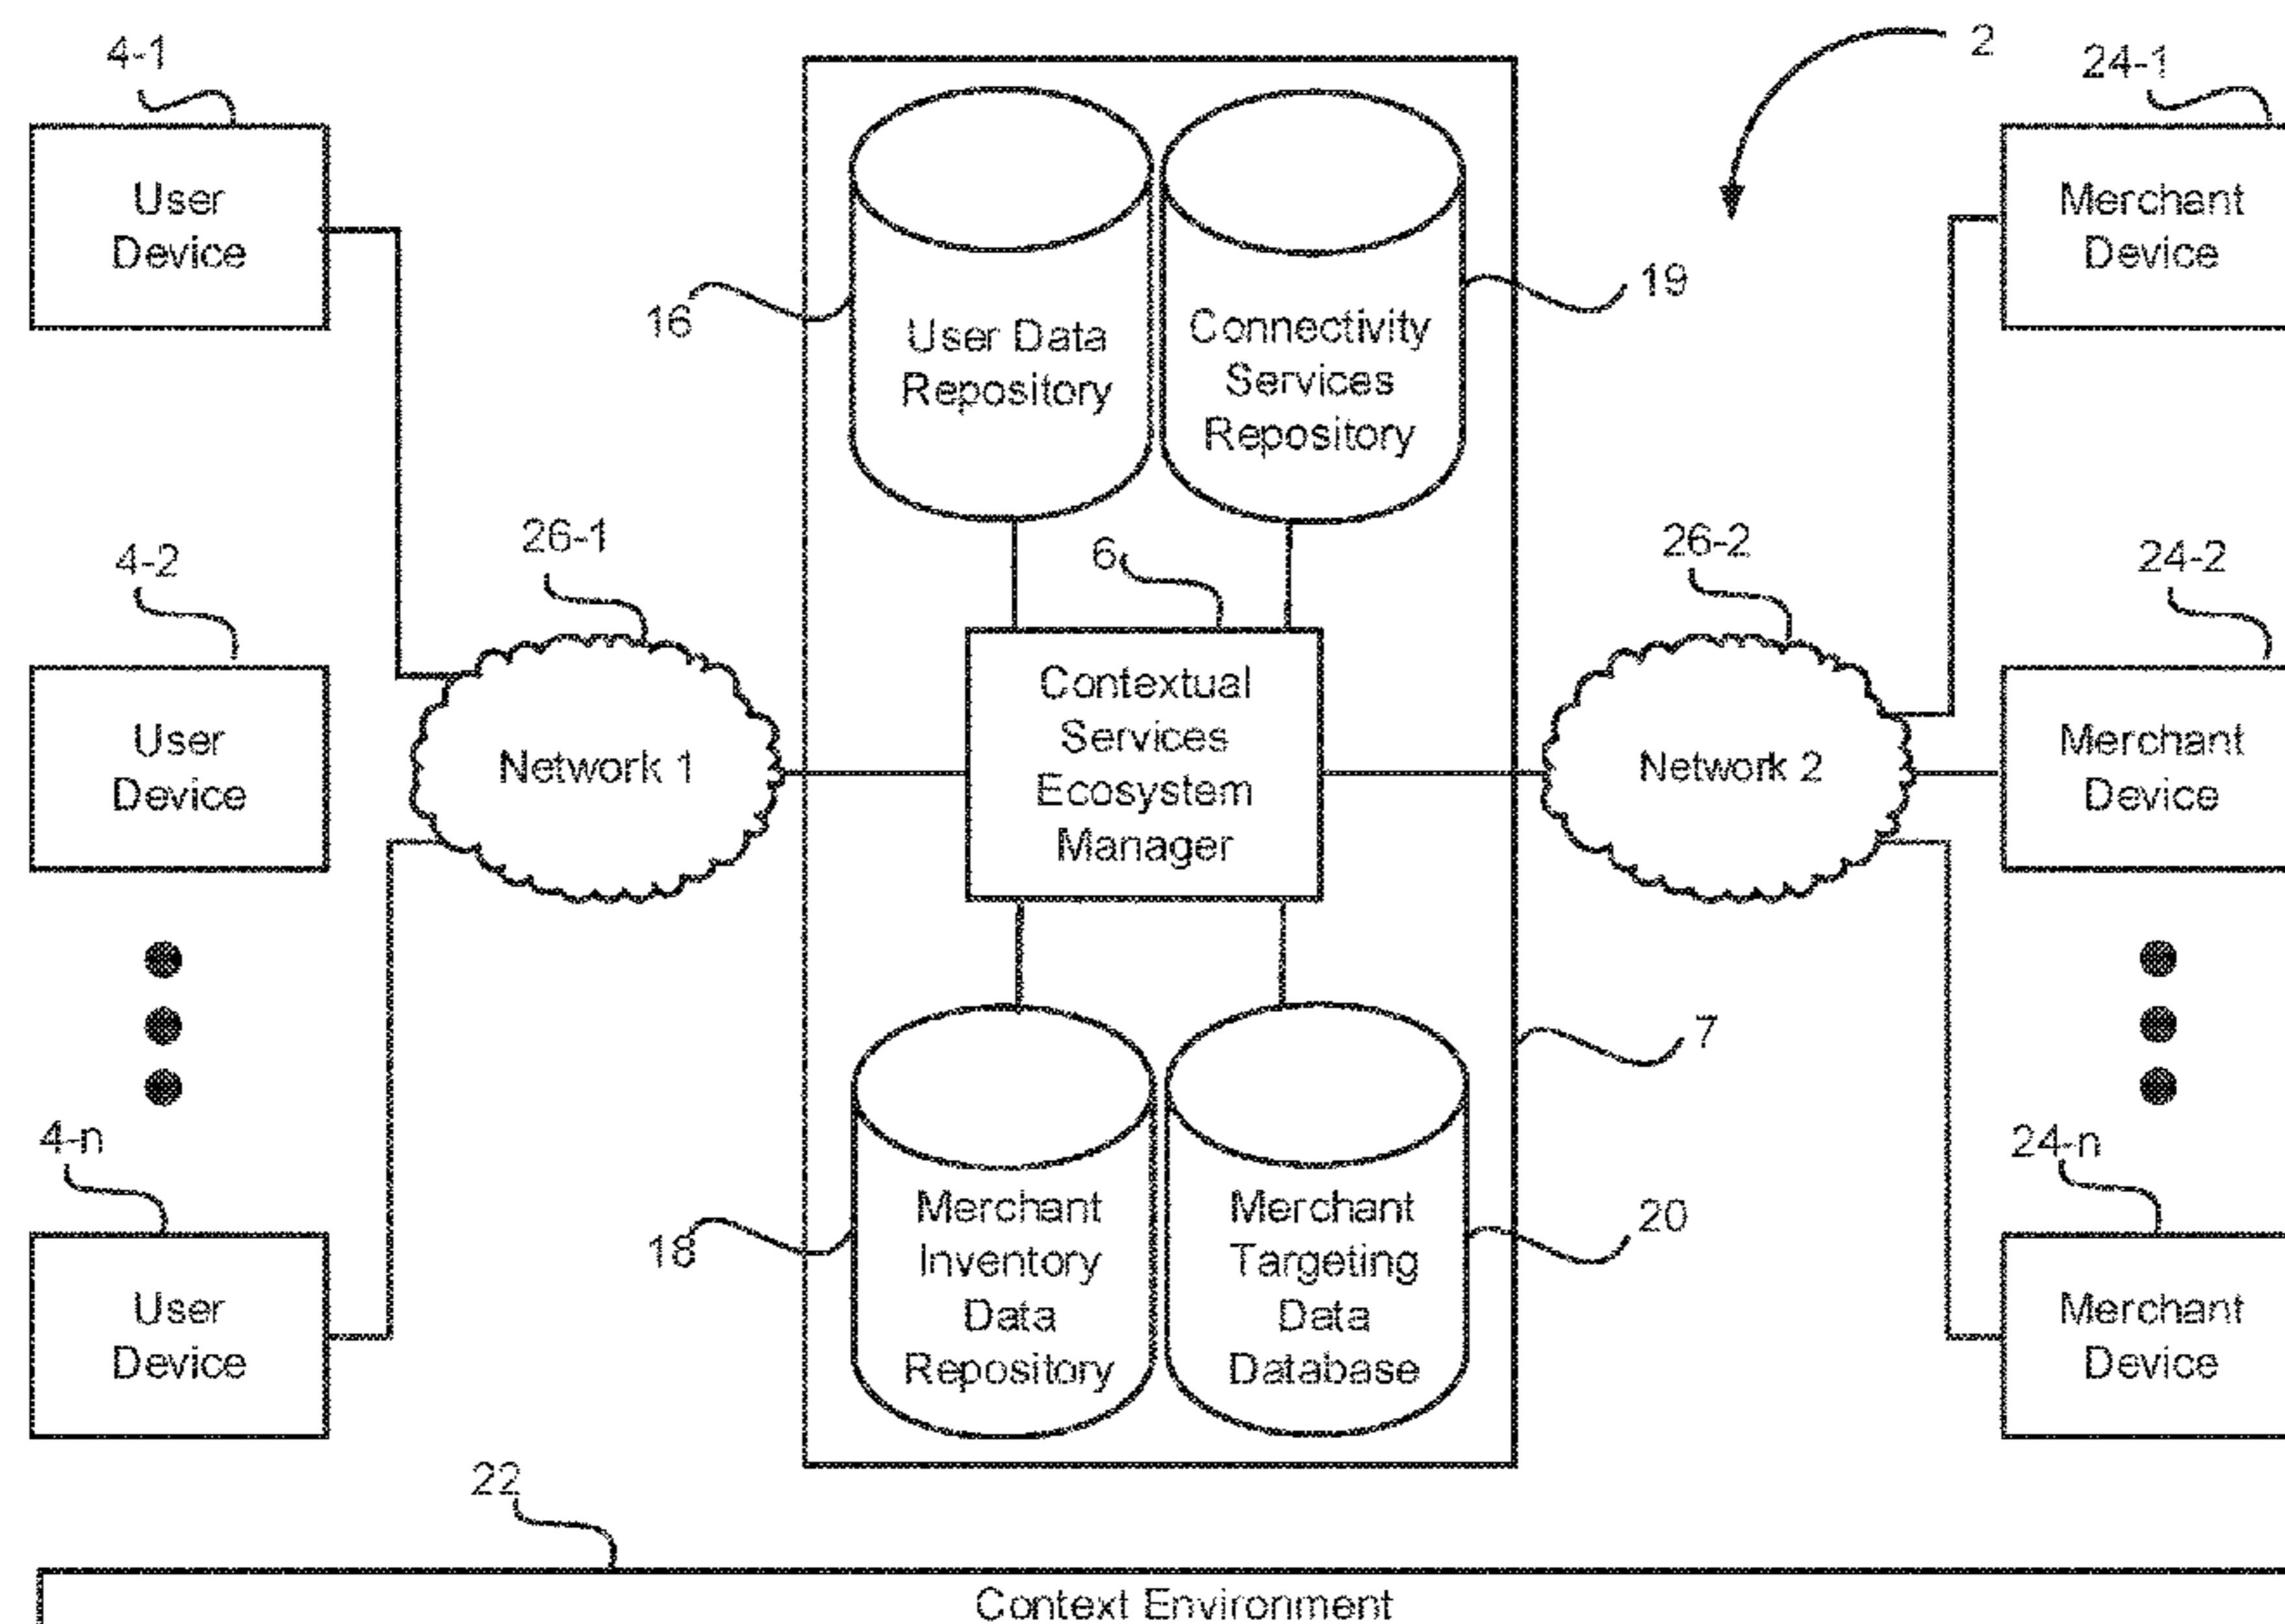 4-1
2
24-1
User
Device
Merchant
Device
16
User Data
Repository
Connectivity
Services
Repository
19
4-2
26-1
6
26-2
24-2
User
Device
Network 1
Contextual
Services
Ecosystem
Manager
Network 2
Merchant
Device
7
4-n
24-n
User
Device
18
Merchant
Inventory
Data
Repository
Merchant
Targeting
Data
Database
20
Merchant
Device
22
Context Environment